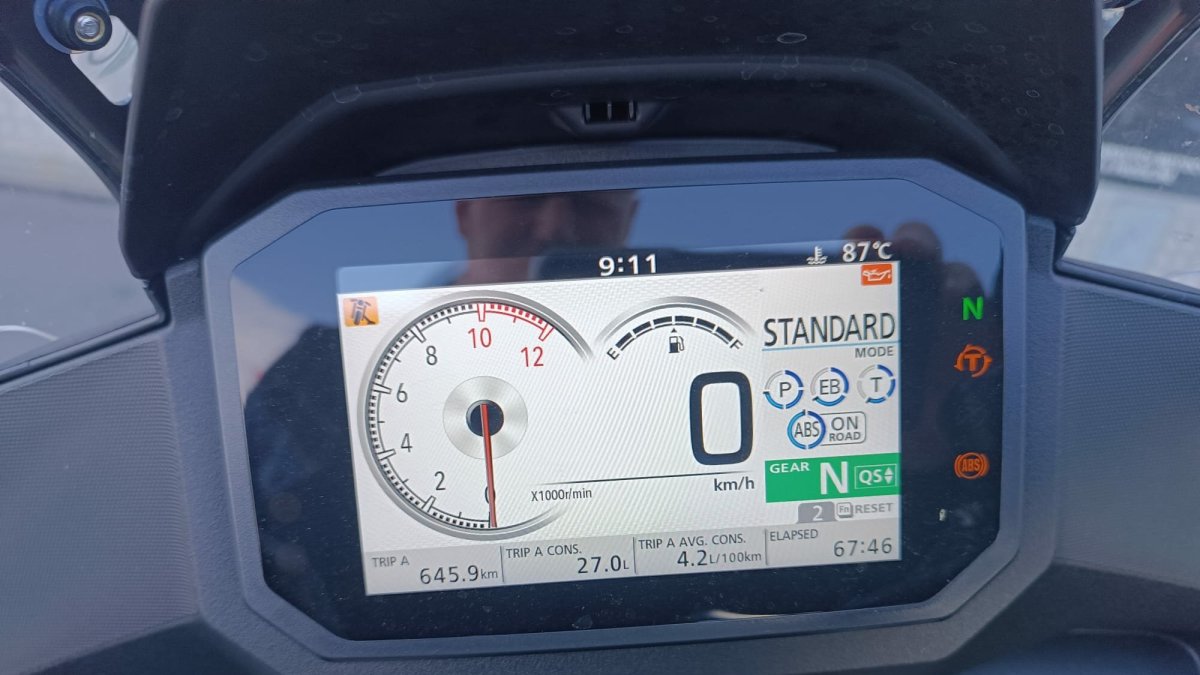 9:11
87°C
N
STANDARD
MODE
T
P
EB
T
ABS
ON
ROAD
ABS
E
F
12
10
8
6
4
2
0
X1000r/min
0
km/h
GEAR
N
QS
2
Fn
RESET
TRIP A
645.9km
TRIP A CONS.
27.0L
TRIP A AVG. CONS.
4.2L/100km
ELAPSED
67:46